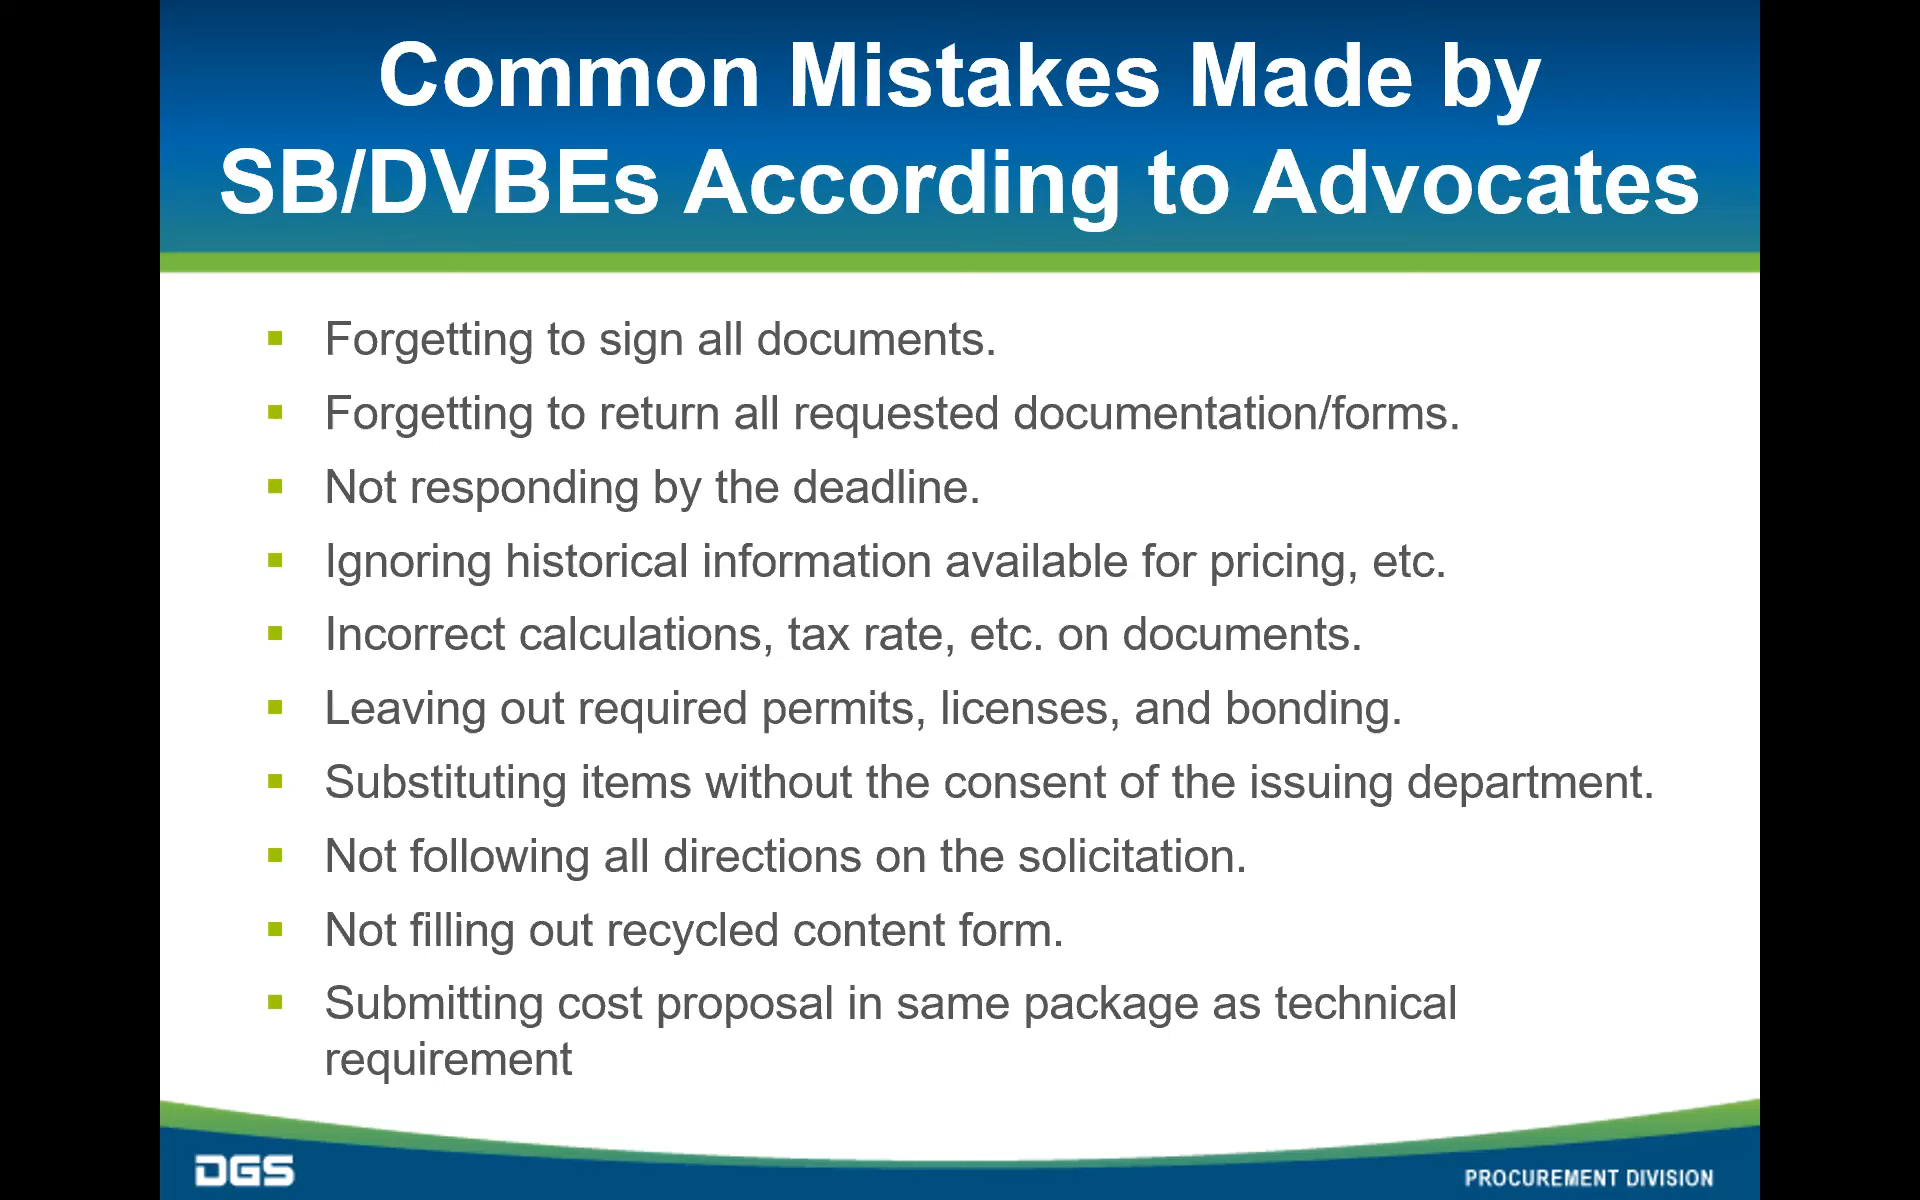 Common Mistakes Made by
SB/DVBEs According to Advocates
▪ Forgetting to sign all documents.
▪ Forgetting to return all requested documentation/forms.
▪ Not responding by the deadline.
▪ Ignoring historical information available for pricing, etc.
▪ Incorrect calculations, tax rate, etc. on documents.
▪ Leaving out required permits, licenses, and bonding.
▪ Substituting items without the consent of the issuing department.
▪ Not following all directions on the solicitation.
▪ Not filling out recycled content form.
▪ Submitting cost proposal in same package as technical
requirement
DGS
PROCUREMENT DIVISION